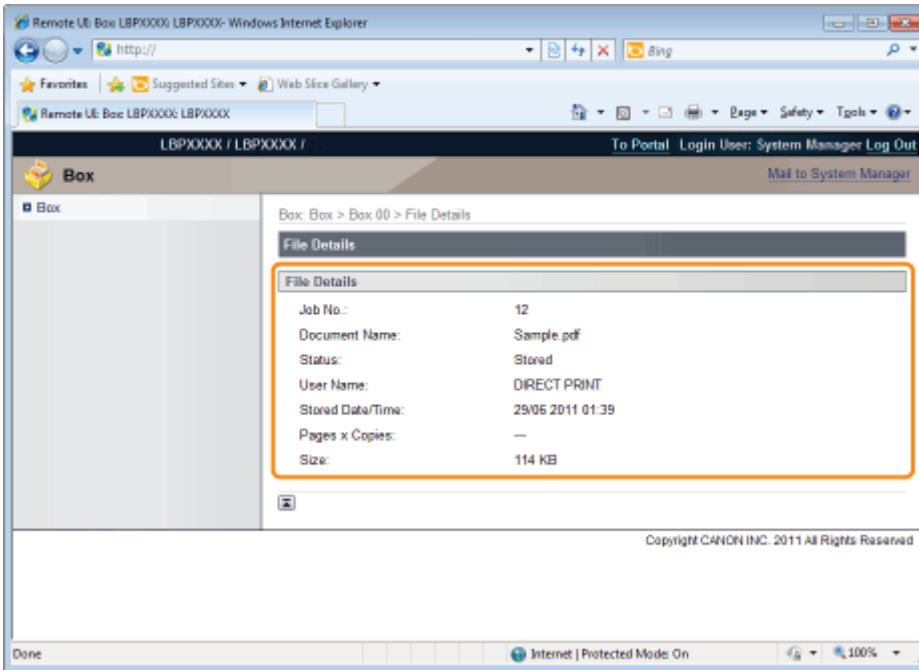 Remote UI: Box: LBPXXXX: LBPXXXX- Windows Internet Explorer
http://
Bing
Favorites Suggested Sites Web Slice Gallery
Remote UI: Box: LBPXXXX: LBPXXXX
Page Safety Tools
LBPXXXX / LBPXXXX / To Portal Login User: System Manager Log Out
Box Mail to System Manager
Box
Box: Box > Box 00 > File Details
File Details
File Details
Job No.: 12
Document Name: Sample.pdf
Status: Stored
User Name: DIRECT PRINT
Stored Date/Time: 29/06 2011 01:39
Pages x Copies: ---
Size: 114 KB
Copyright CANON INC. 2011 All Rights Reserved
Done Internet | Protected Mode: On 100%